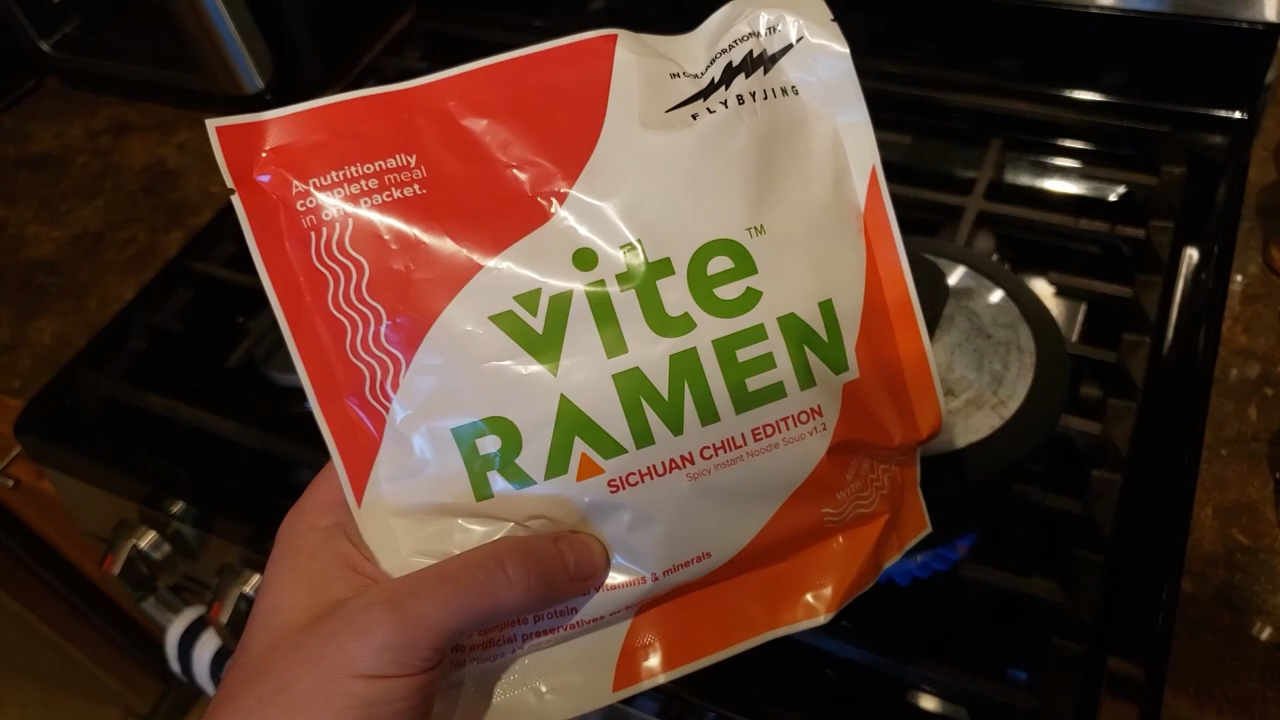 IN COLLABORATION WITH
FLYBYJING
A nutritionally
complete meal
in one packet.
vite™
RAMEN
SICHUAN CHILI EDITION
Spicy Instant Noodle Soup v1.2
vitamins & minerals
complete protein
No artificial preservatives or